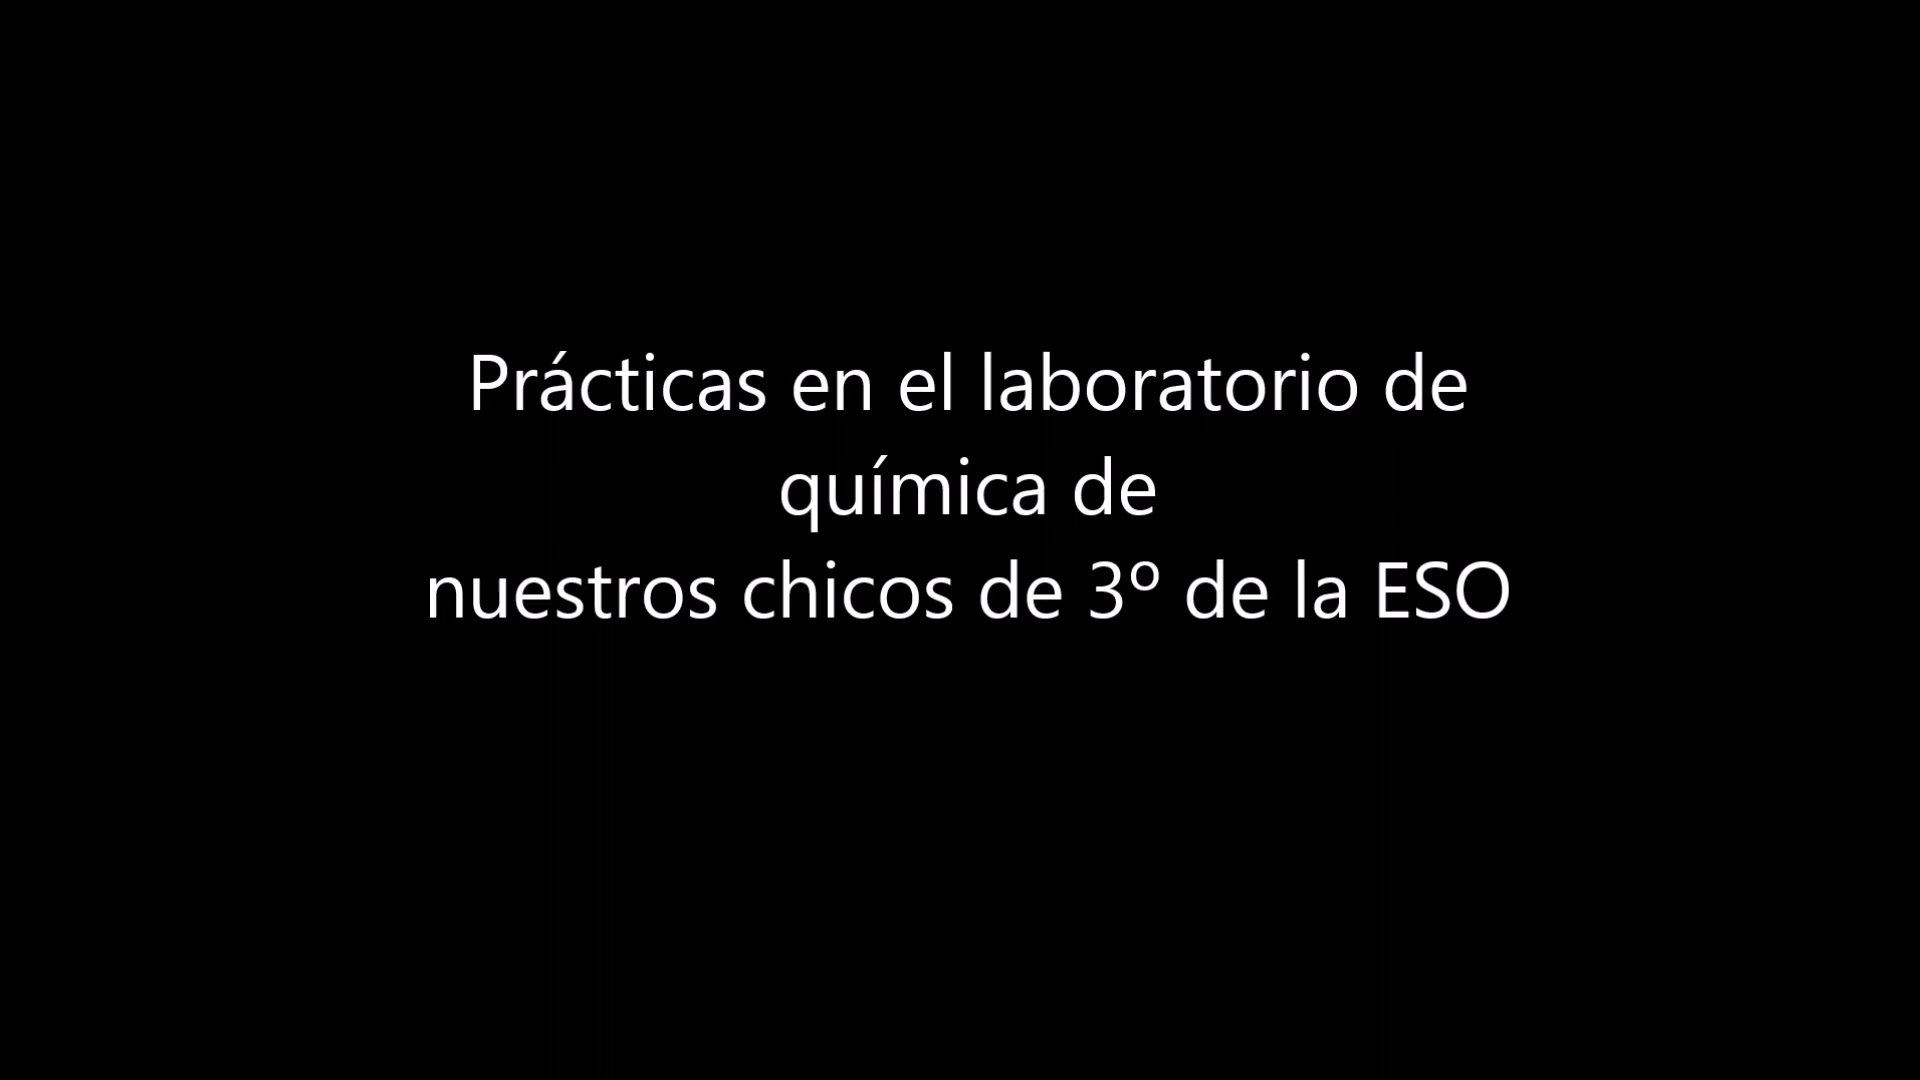 Prácticas en el laboratorio de
química de
nuestros chicos de 3º de la ESO